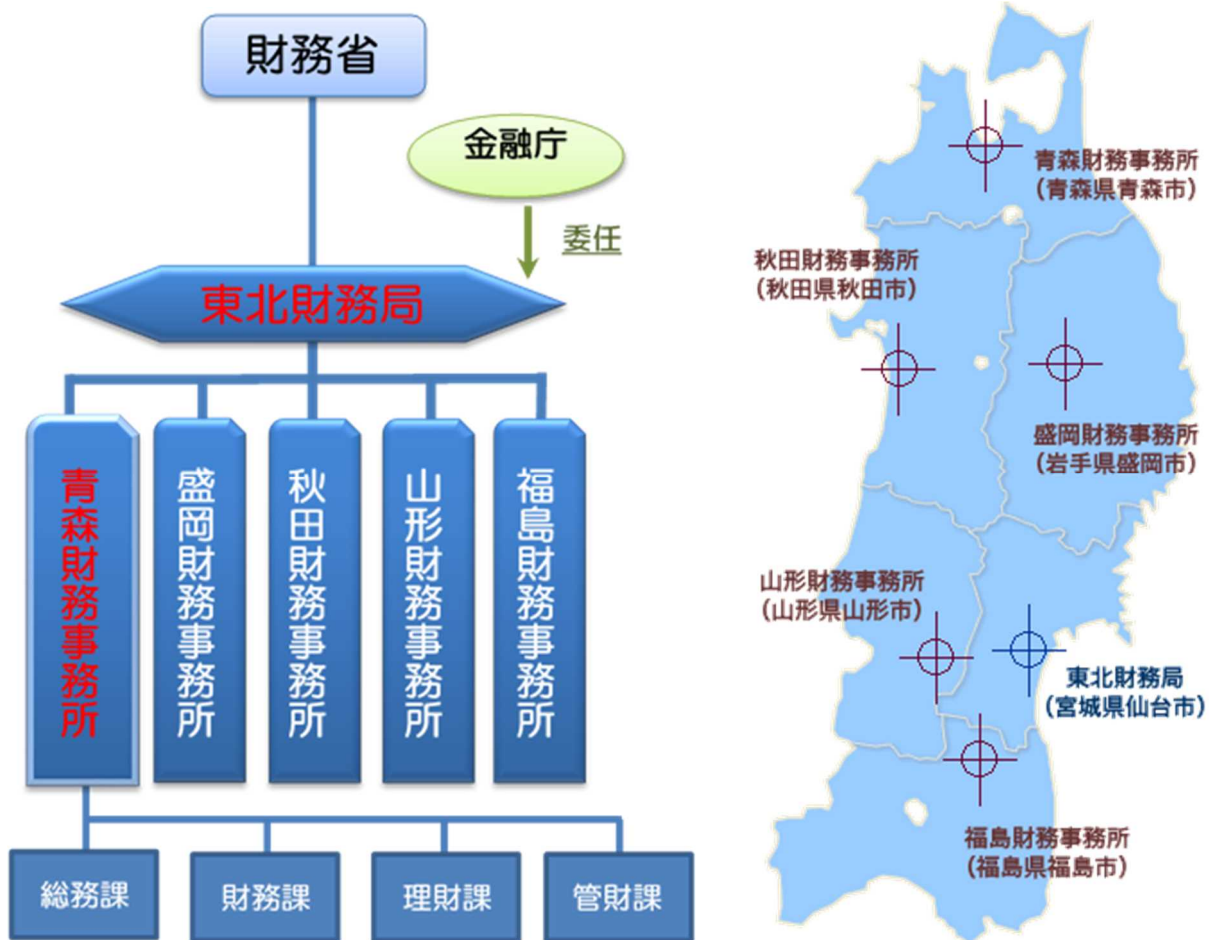 財務省
金融庁
委任
東北財務局
青森財務事務所
盛岡財務事務所
秋田財務事務所
山形財務事務所
福島財務事務所
総務課
財務課
理財課
管財課
青森財務事務所
(青森県青森市)
秋田財務事務所
(秋田県秋田市)
盛岡財務事務所
(岩手県盛岡市)
山形財務事務所
(山形県山形市)
東北財務局
(宮城県仙台市)
福島財務事務所
(福島県福島市)